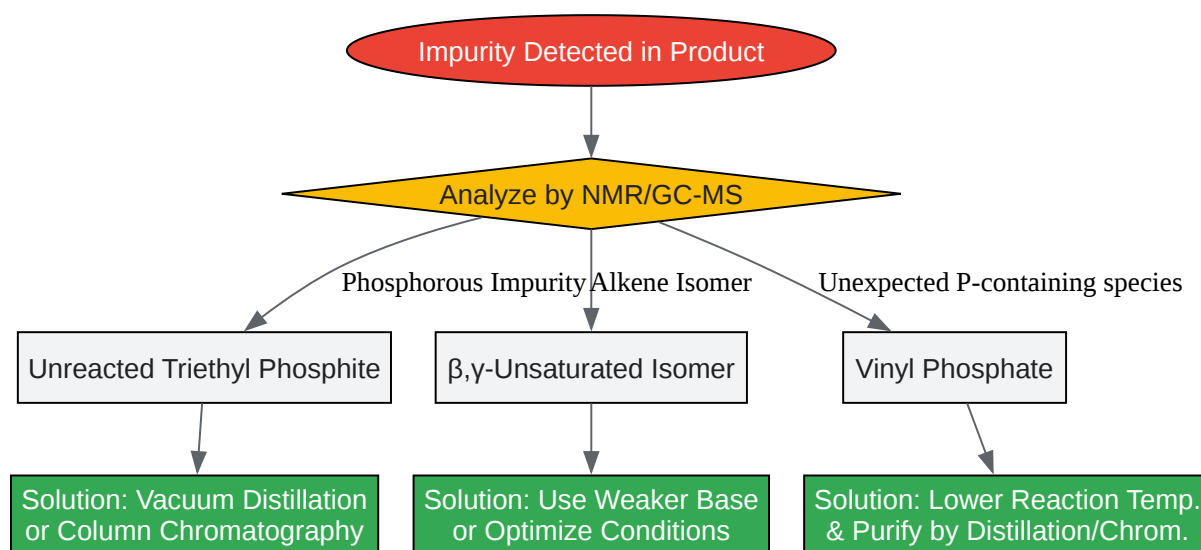 Impurity Detected in Product
Analyze by NMR/GC-MS
Phosphorous Impurity
Alkene Isomer
Unexpected P-containing species
Unreacted Triethyl Phosphite
β,γ-Unsaturated Isomer
Vinyl Phosphate
Solution: Vacuum Distillation
or Column Chromatography
Solution: Use Weaker Base
or Optimize Conditions
Solution: Lower Reaction Temp.
& Purify by Distillation/Chrom.